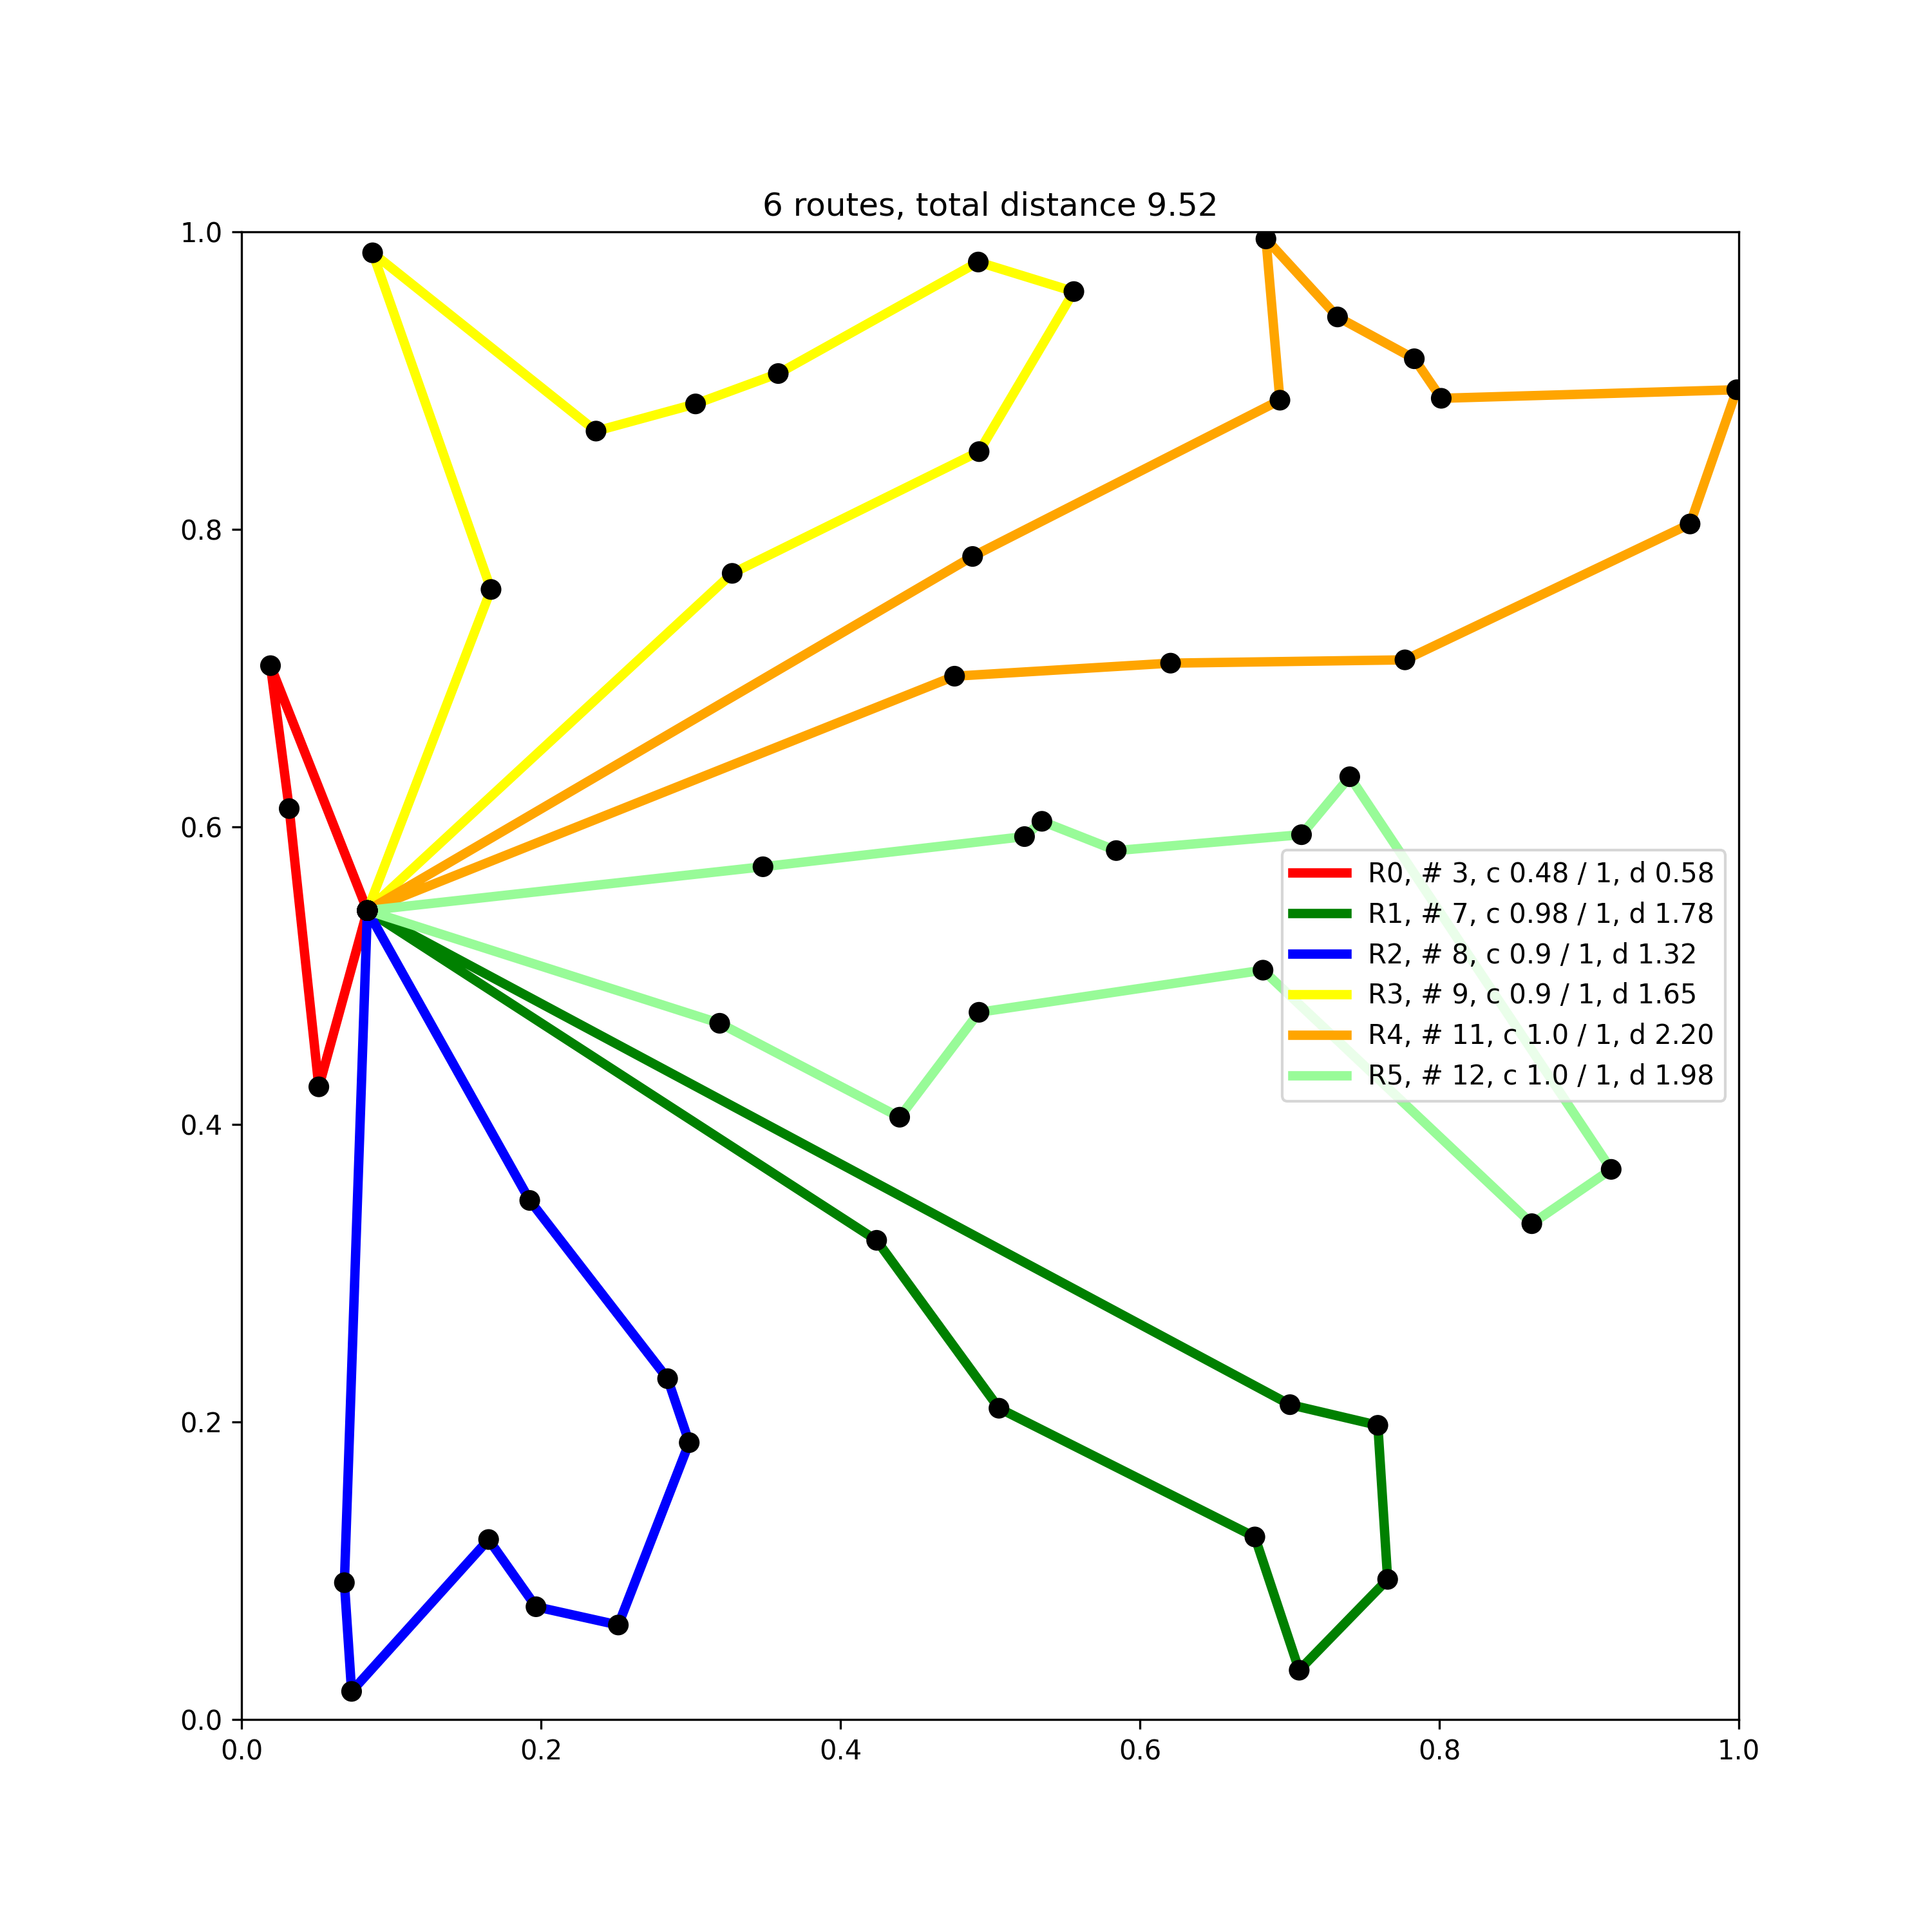 6 routes, total distance 9.52
1.0
0.8
0.6
0.4
0.2
0.0
R0, # 3, c 0.48 / 1, d 0.58
R1, # 7, c 0.98 / 1, d 1.78
R2, # 8, c 0.9 / 1, d 1.32
R3, # 9, c 0.9 / 1, d 1.65
R4, # 11, c 1.0 / 1, d 2.20
R5, # 12, c 1.0 / 1, d 1.98
0.0 0.2 0.4 0.6 0.8 1.0